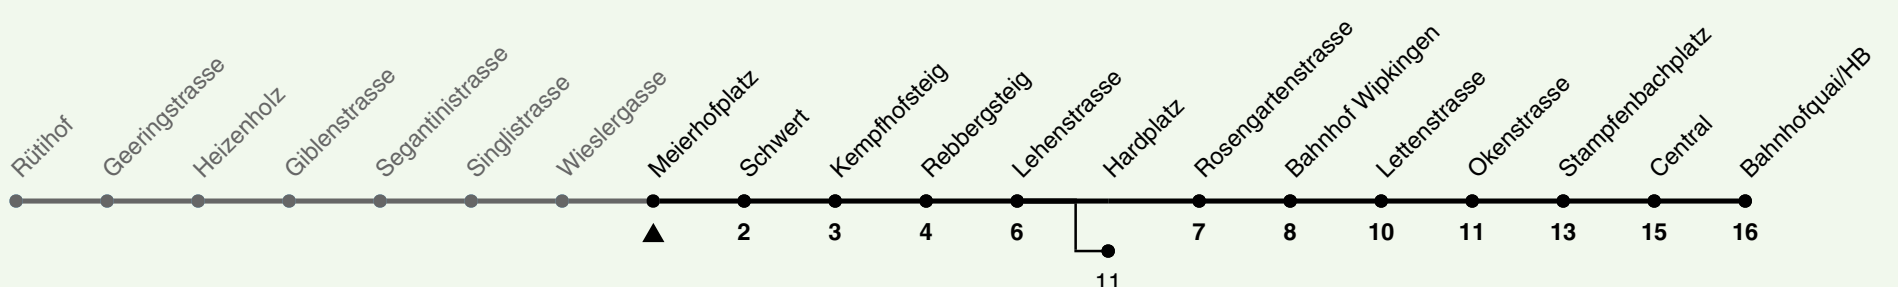 Rütihof
Geeringstrasse
Heizenholz
Giblenstrasse
Segantinistrasse
Singlistrasse
Wieslergasse
Meierhofplatz
Schwert
Kempfhofsteig
Rebbergsteig
Lehenstrasse
Hardplatz
Rosengartenstrasse
Bahnhof Wipkingen
Lettenstrasse
Okenstrasse
Stampfenbachplatz
Central
Bahnhofquai/HB
2 3 4 6 7 8 10 11 13 15 16
11